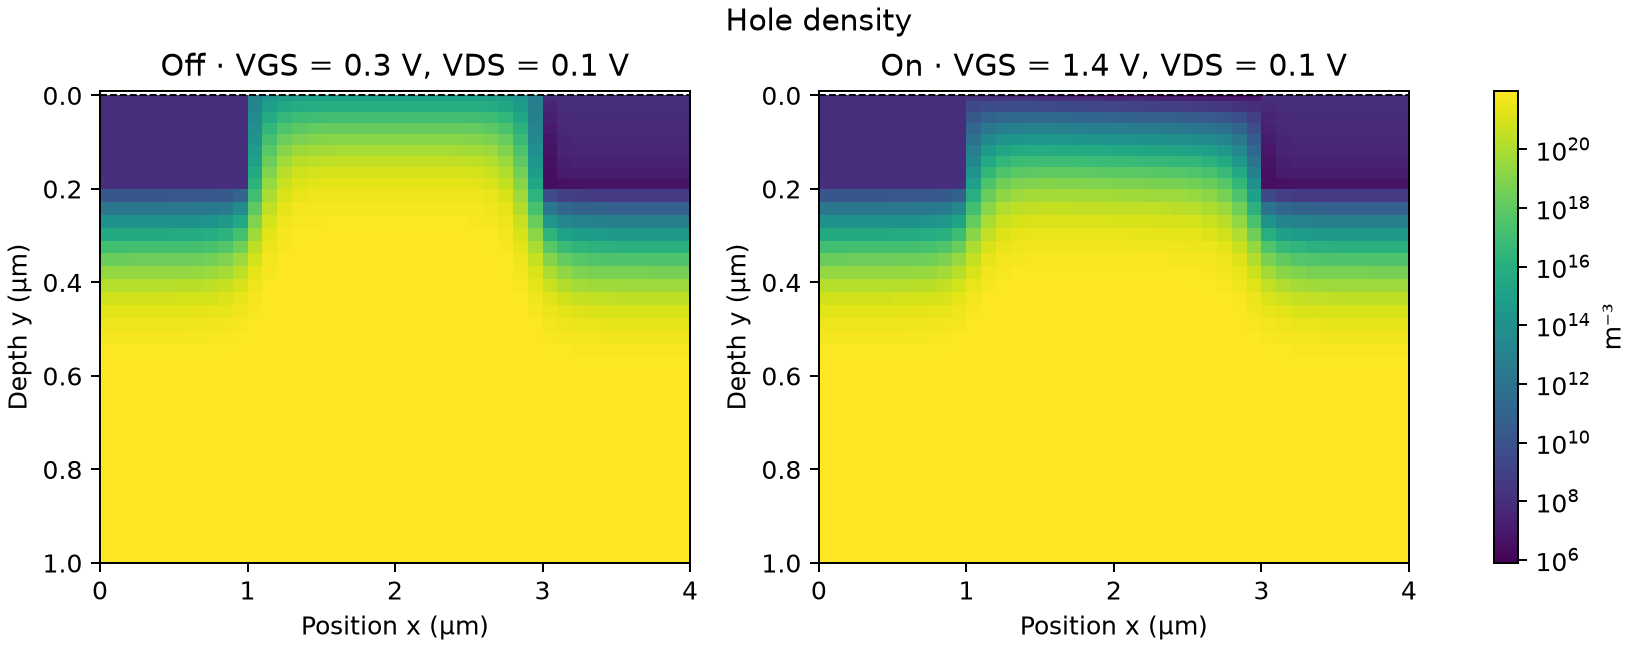 Hole density
Off · VGS = 0.3 V, VDS = 0.1 V
On · VGS = 1.4 V, VDS = 0.1 V
Depth y (µm)
0.0
0.2
0.4
0.6
0.8
1.0
0 1 2 3 4
Position x (µm)
Depth y (µm)
0.0
0.2
0.4
0.6
0.8
1.0
0 1 2 3 4
Position x (µm)
10²⁰
10¹⁸
10¹⁶
10¹⁴
10¹²
10¹⁰
10⁸
10⁶
m⁻³